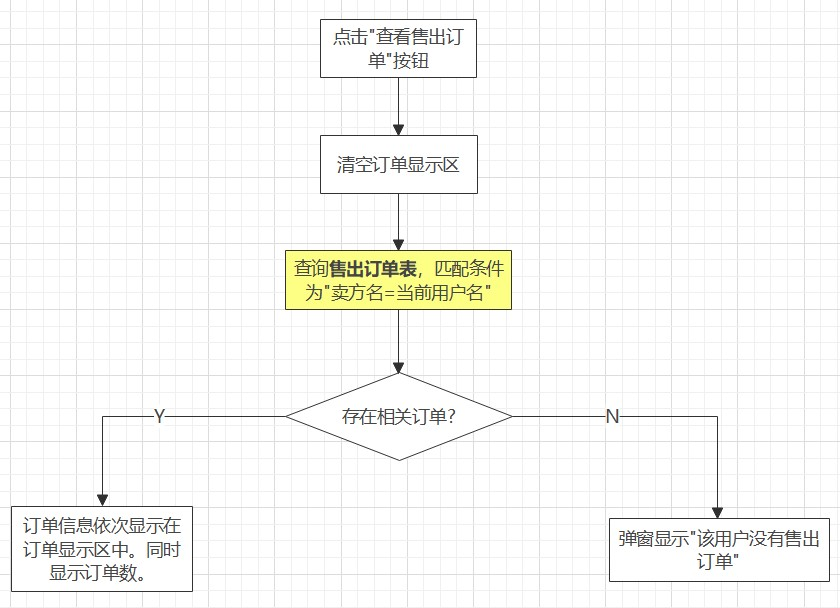 点击"查看售出订
单"按钮
清空订单显示区
查询售出订单表，匹配条件
为"卖方名=当前用户名"
存在相关订单?
Y
N
订单信息依次显示在
订单显示区中。同时
显示订单数。
弹窗显示"该用户没有售出
订单"